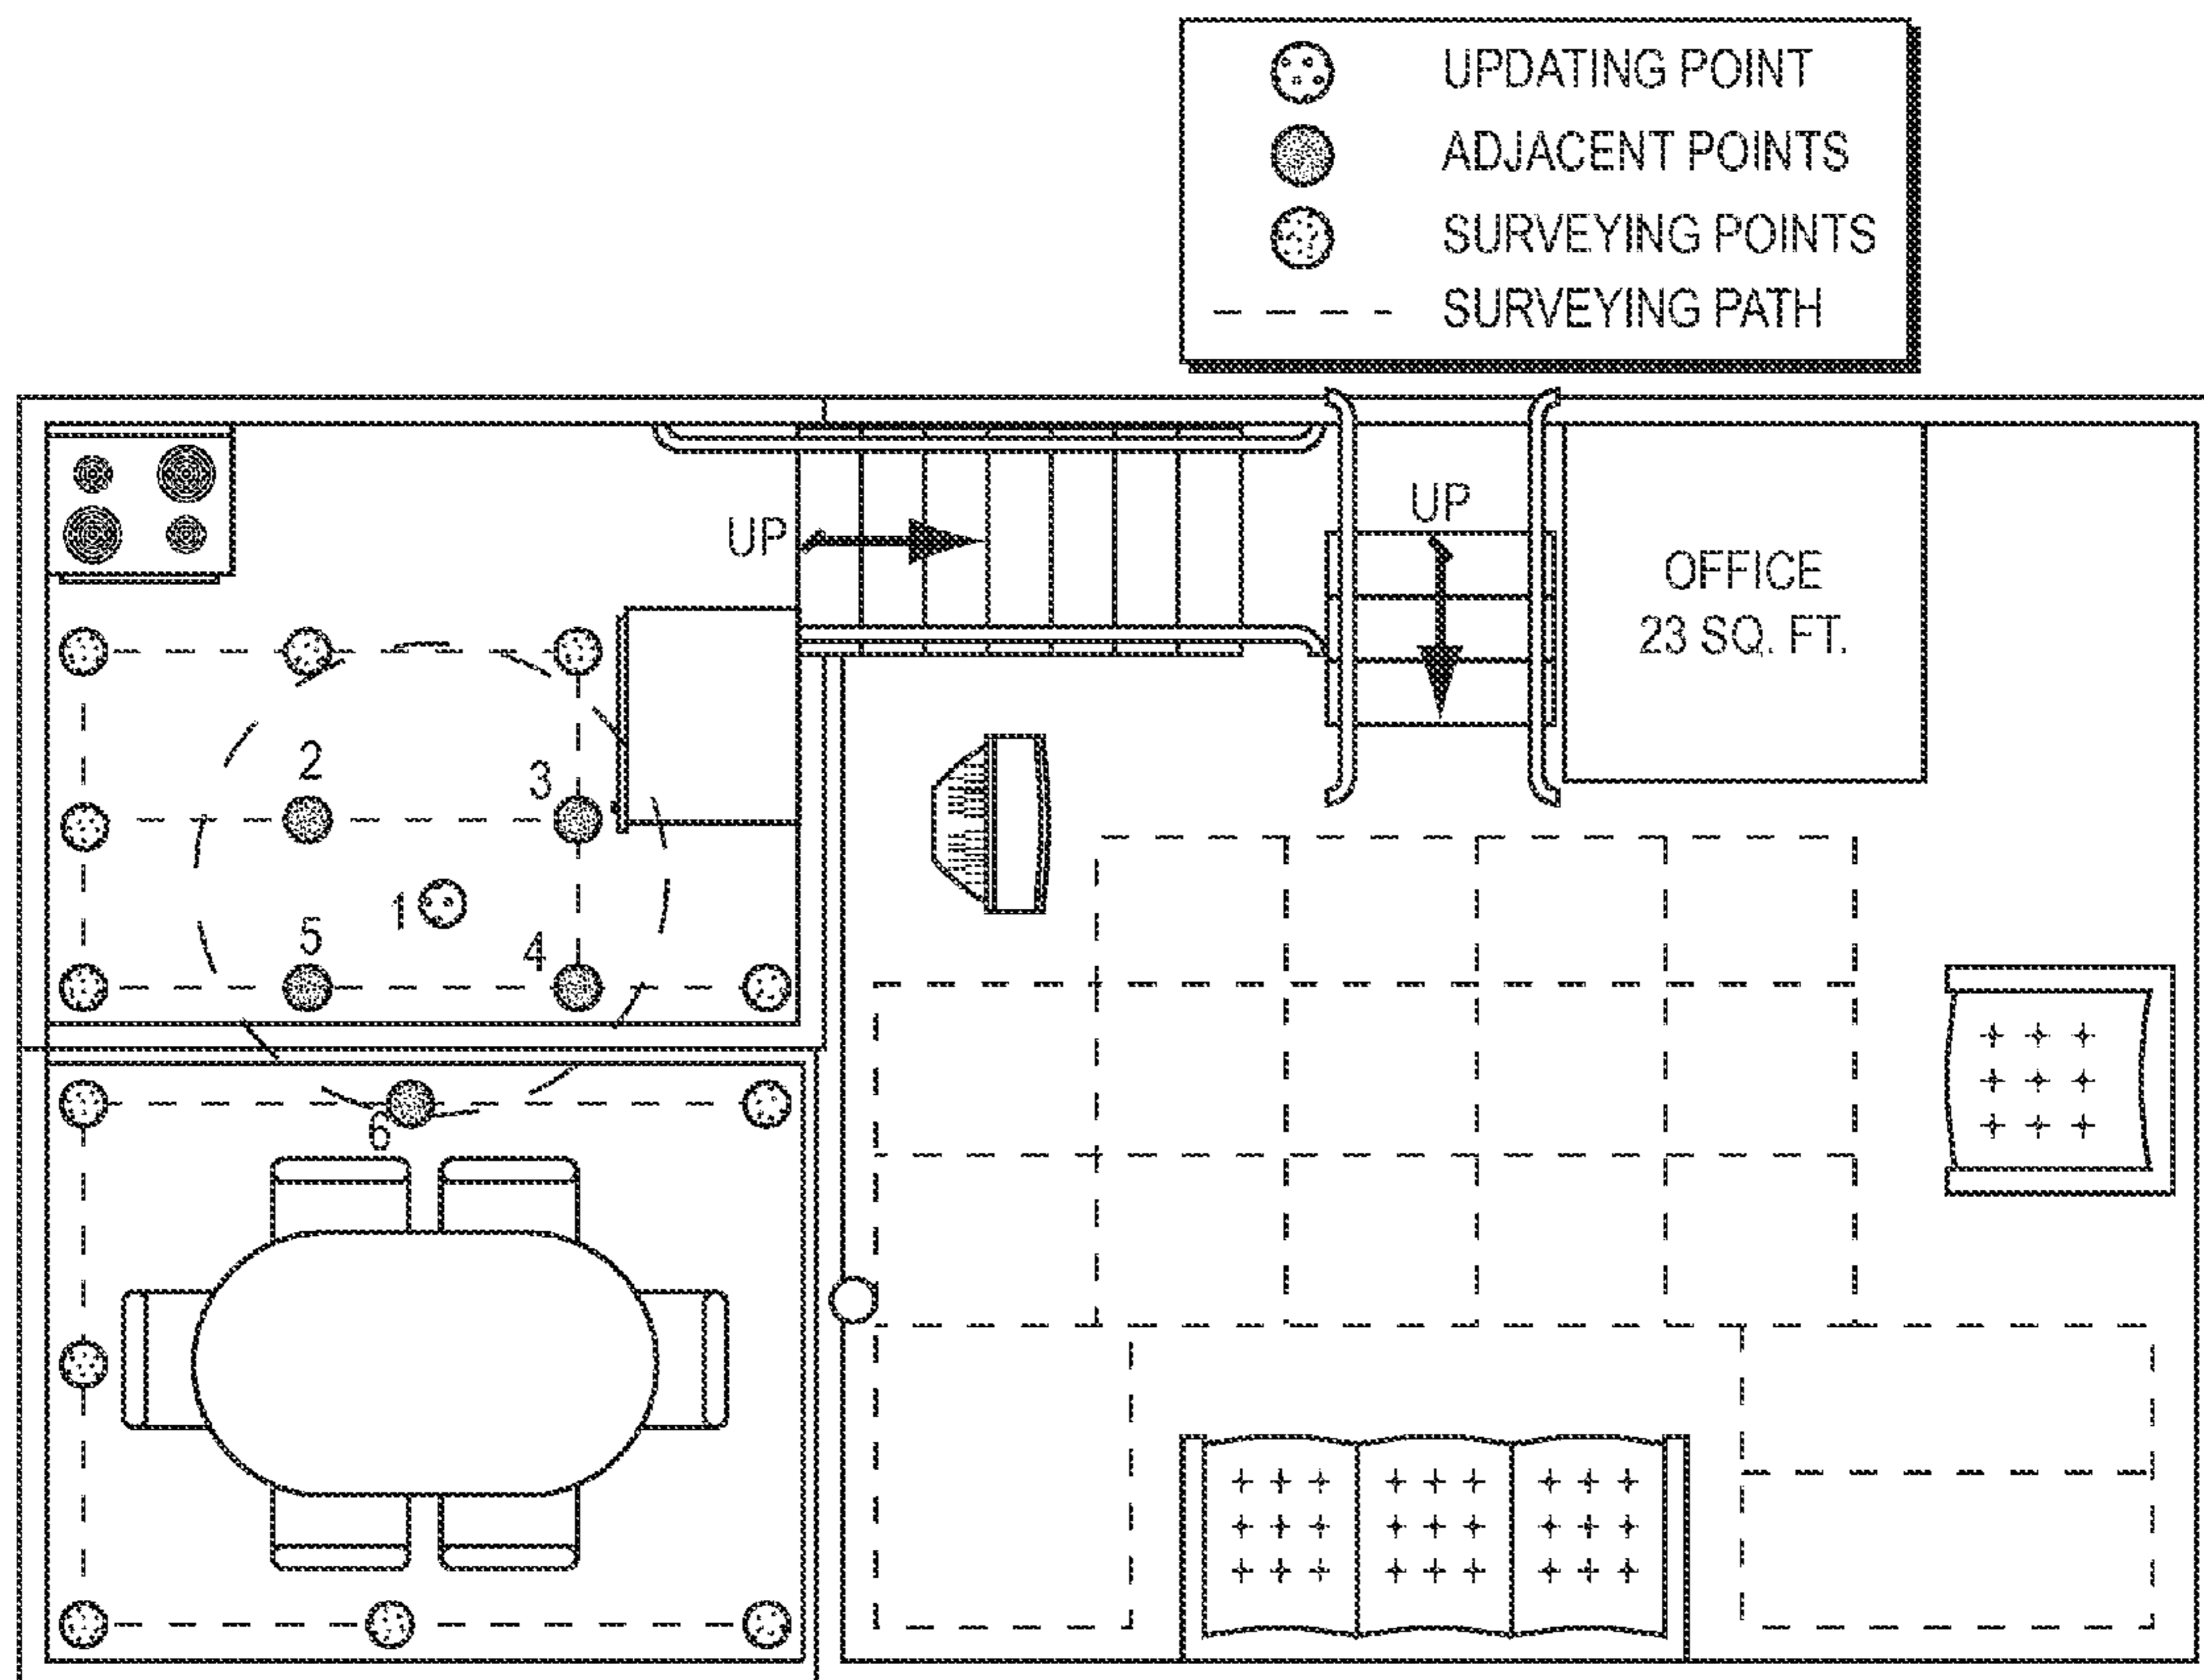 UPDATING POINT
ADJACENT POINTS
SURVEYING POINTS
SURVEYING PATH
UP
UP
OFFICE
23 SQ. FT.
2
3
1
5
4
6